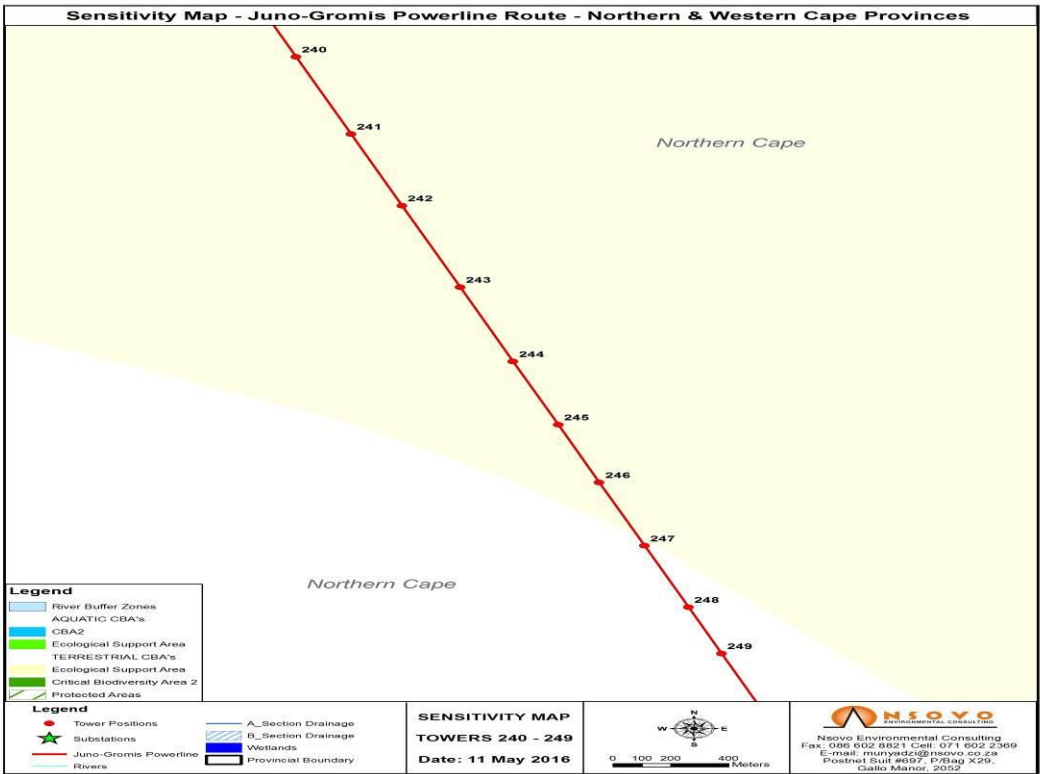 Sensitivity Map - Juno-Gromis Powerline Route - Northern & Western Cape Provinces
240
241
Northern Cape
242
243
244
245
246
247
Northern Cape
248
249
Legend
River Buffer Zones
AQUATIC CBA's
CBA2
Ecological Support Area
TERRESTRIAL CBA's
Ecological Support Area
Critical Biodiversity Area 2
Protected Areas
Legend
Tower Positions
Substations
Juno-Gromis Powerline
Rivers
A_Section Drainage
B_Section Drainage
Wetlands
Provincial Boundary
SENSITIVITY MAP
TOWERS 240 - 249
Date: 11 May 2016
N
W E
S
0 100 200 400
Meters
NSOVO
ENVIRONMENTAL CONSULTING
Nsovo Environmental Consulting
Fax: 086 602 8821 Cell: 071 602 2369
E-mail: munyadzi@nsovo.co.za
Postnet Suit #697, P/Bag X29,
Gallo Manor, 2052